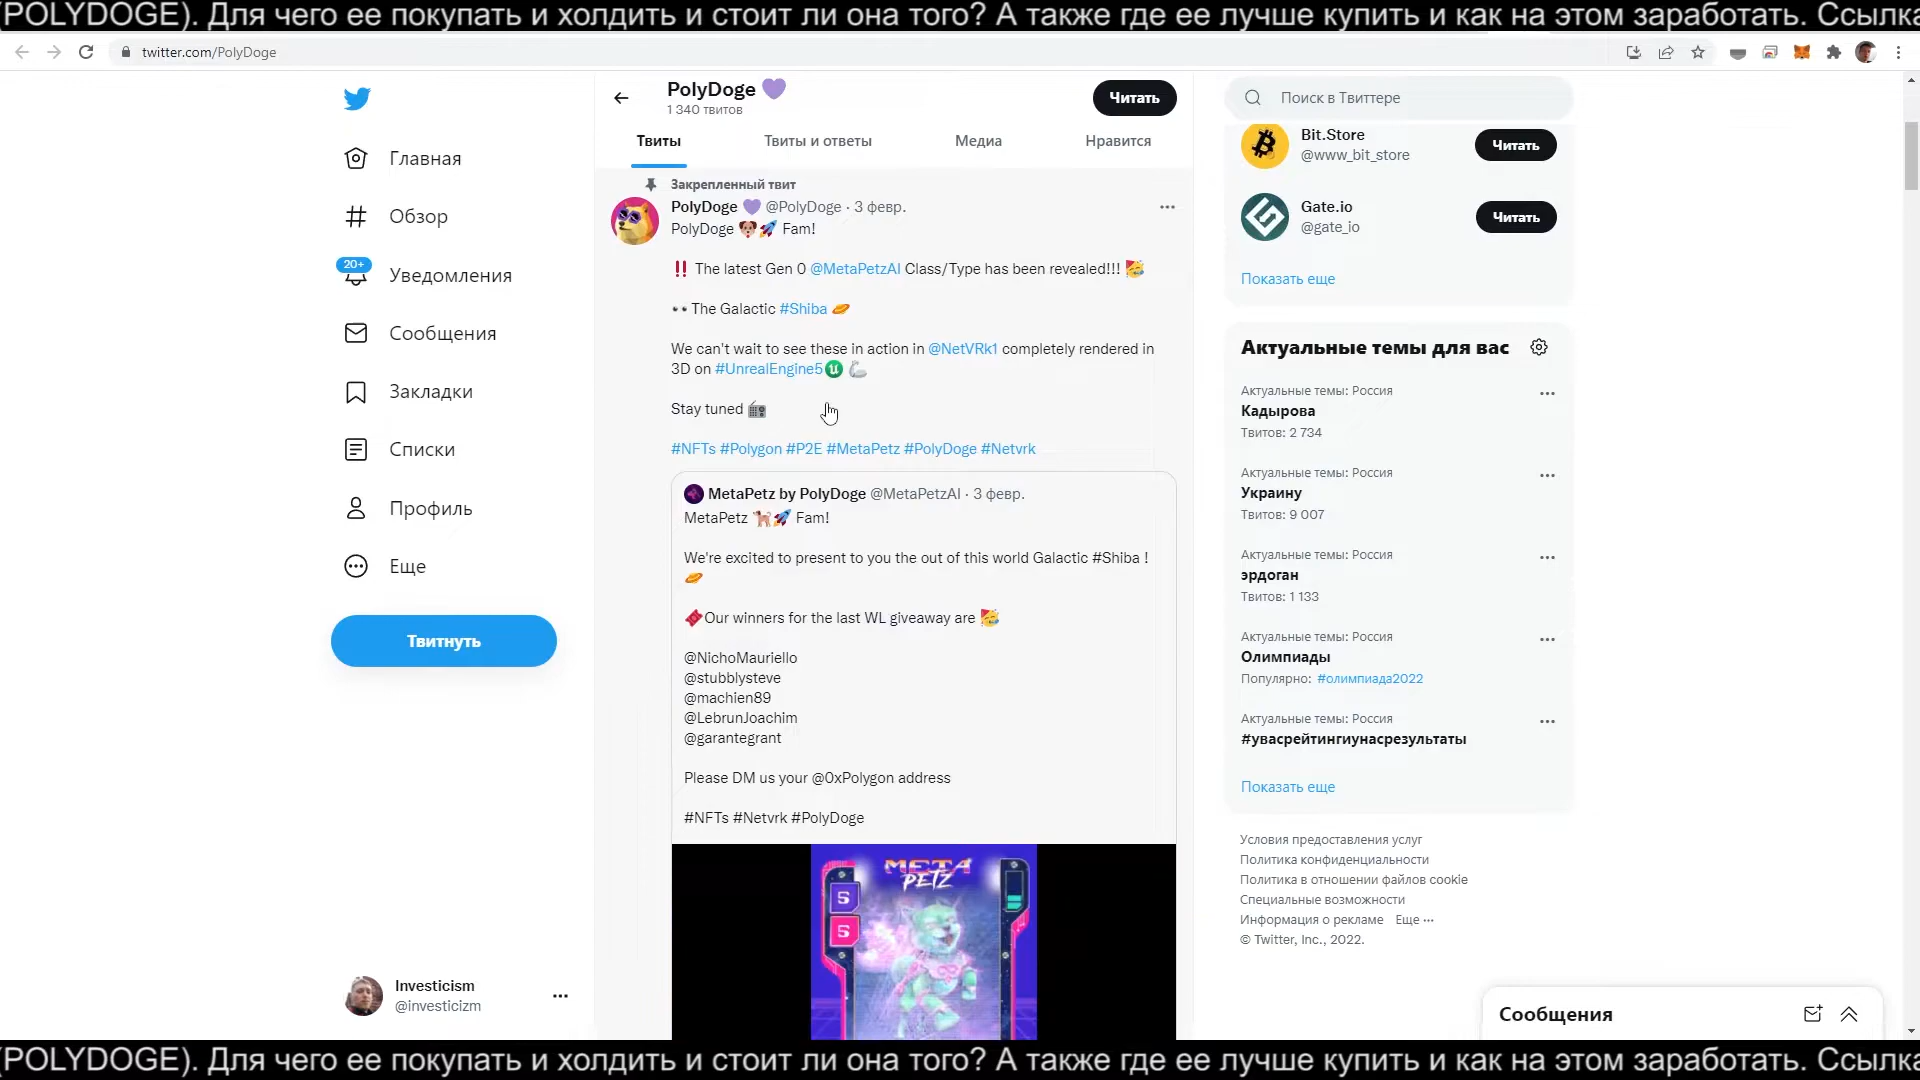 (POLYDOGE). Для чего ее покупать и холдить и стоит ли она того? А также где ее лучше купить и как на этом заработать. Ссылка
twitter.com/PolyDoge
PolyDoge 💜
1 340 твитов
Читать
Твиты
Твиты и ответы
Медиа
Нравится
Главная
Обзор
20+
Уведомления
Сообщения
Закладки
Списки
Профиль
Еще
Твитнуть
Investicism
@investicizm
Закрепленный твит
PolyDoge 💜 @PolyDoge · 3 февр.
PolyDoge 🐶🚀 Fam!
‼️ The latest Gen 0 @MetaPetzAI Class/Type has been revealed!!! 🥳
👀 The Galactic #Shiba 🪐
We can't wait to see these in action in @NetVRk1 completely rendered in
3D on #UnrealEngine5 🦾
Stay tuned 📻
#NFTs #Polygon #P2E #MetaPetz #PolyDoge #Netvrk
MetaPetz by PolyDoge @MetaPetzAI · 3 февр.
MetaPetz 🐕🚀 Fam!
We're excited to present to you the out of this world Galactic #Shiba !
🪐
🎟️Our winners for the last WL giveaway are 🥳
@NichoMauriello
@stubblysteve
@machien89
@LebrunJoachim
@garantegrant
Please DM us your @0xPolygon address
#NFTs #Netvrk #PolyDoge
META
PETZ
5
5
Поиск в Твиттере
Bit.Store
@www_bit_store
Читать
Gate.io
@gate_io
Читать
Показать еще
Актуальные темы для вас
Актуальные темы: Россия
Кадырова
Твитов: 2 734
Актуальные темы: Россия
Украину
Твитов: 9 007
Актуальные темы: Россия
эрдоган
Твитов: 1 133
Актуальные темы: Россия
Олимпиады
Популярно: #олимпиада2022
Актуальные темы: Россия
#увасрейтингиунасрезультаты
Показать еще
Условия предоставления услуг
Политика конфиденциальности
Политика в отношении файлов cookie
Специальные возможности
Информация о рекламе Еще ···
© Twitter, Inc., 2022.
Сообщения
(POLYDOGE). Для чего ее покупать и холдить и стоит ли она того? А также где ее лучше купить и как на этом заработать. Ссылка